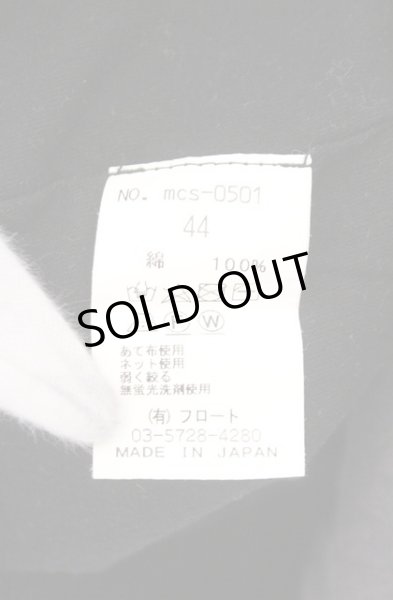 NO. mcs-0501
44
綿 100%
W
あて布使用
ネット使用
弱く絞る
無蛍光洗剤使用
(有) フロート
03-5728-4280
MADE IN JAPAN
SOLD OUT